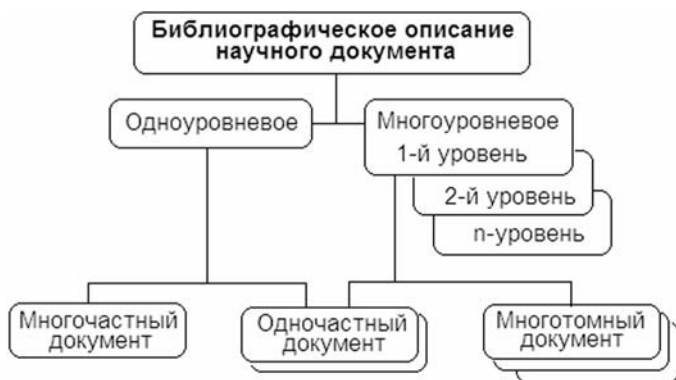 Библиографическое описание
научного документа
Одноуровневое
Многоуровневое
1-й уровень
2-й уровень
n-уровень
Многочастный
документ
Одночастный
документ
Многотомный
документ